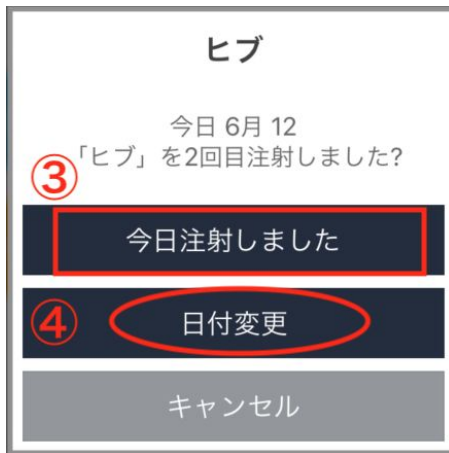 ヒブ
今日 6月 12
「ヒブ」を2回目注射しました?
③
今日注射しました
④
日付変更
キャンセル